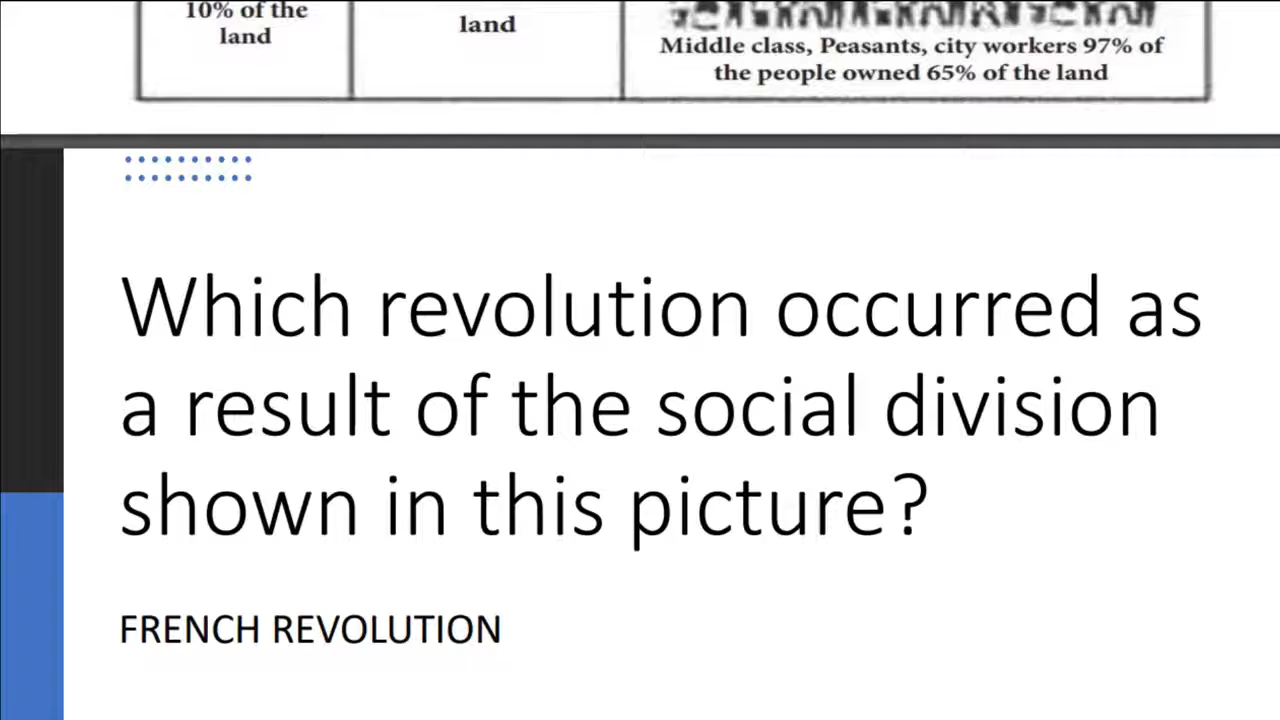 10% of the
land
land
Middle class, Peasants, city workers 97% of
the people owned 65% of the land
Which revolution occurred as
a result of the social division
shown in this picture?
FRENCH REVOLUTION